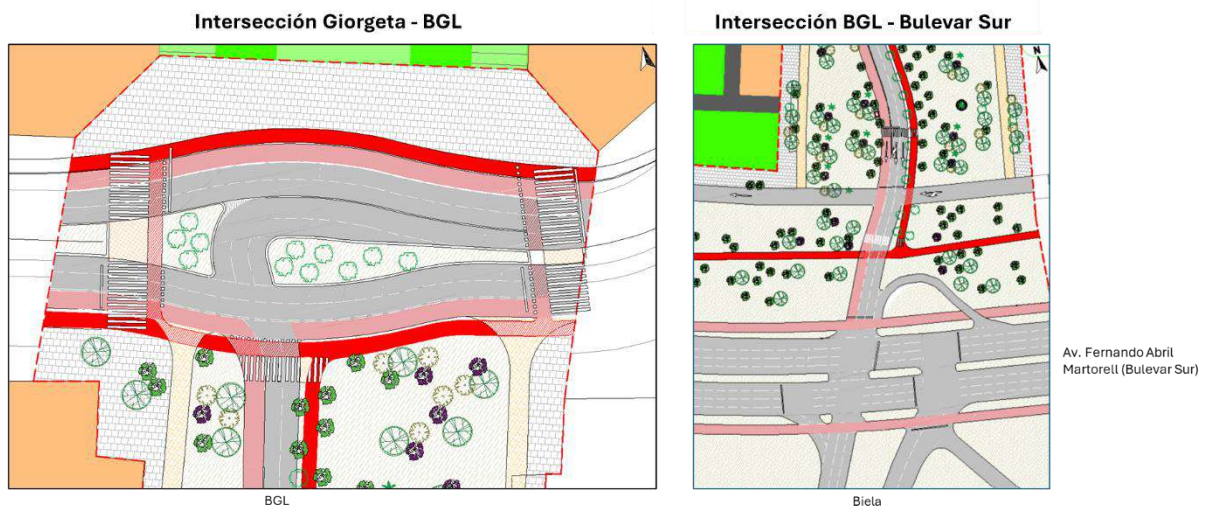 Intersección Giorgeta - BGL
Intersección BGL - Bulevar Sur
N
Av. Fernando Abril
Martorell (Bulevar Sur)
BGL
Biela